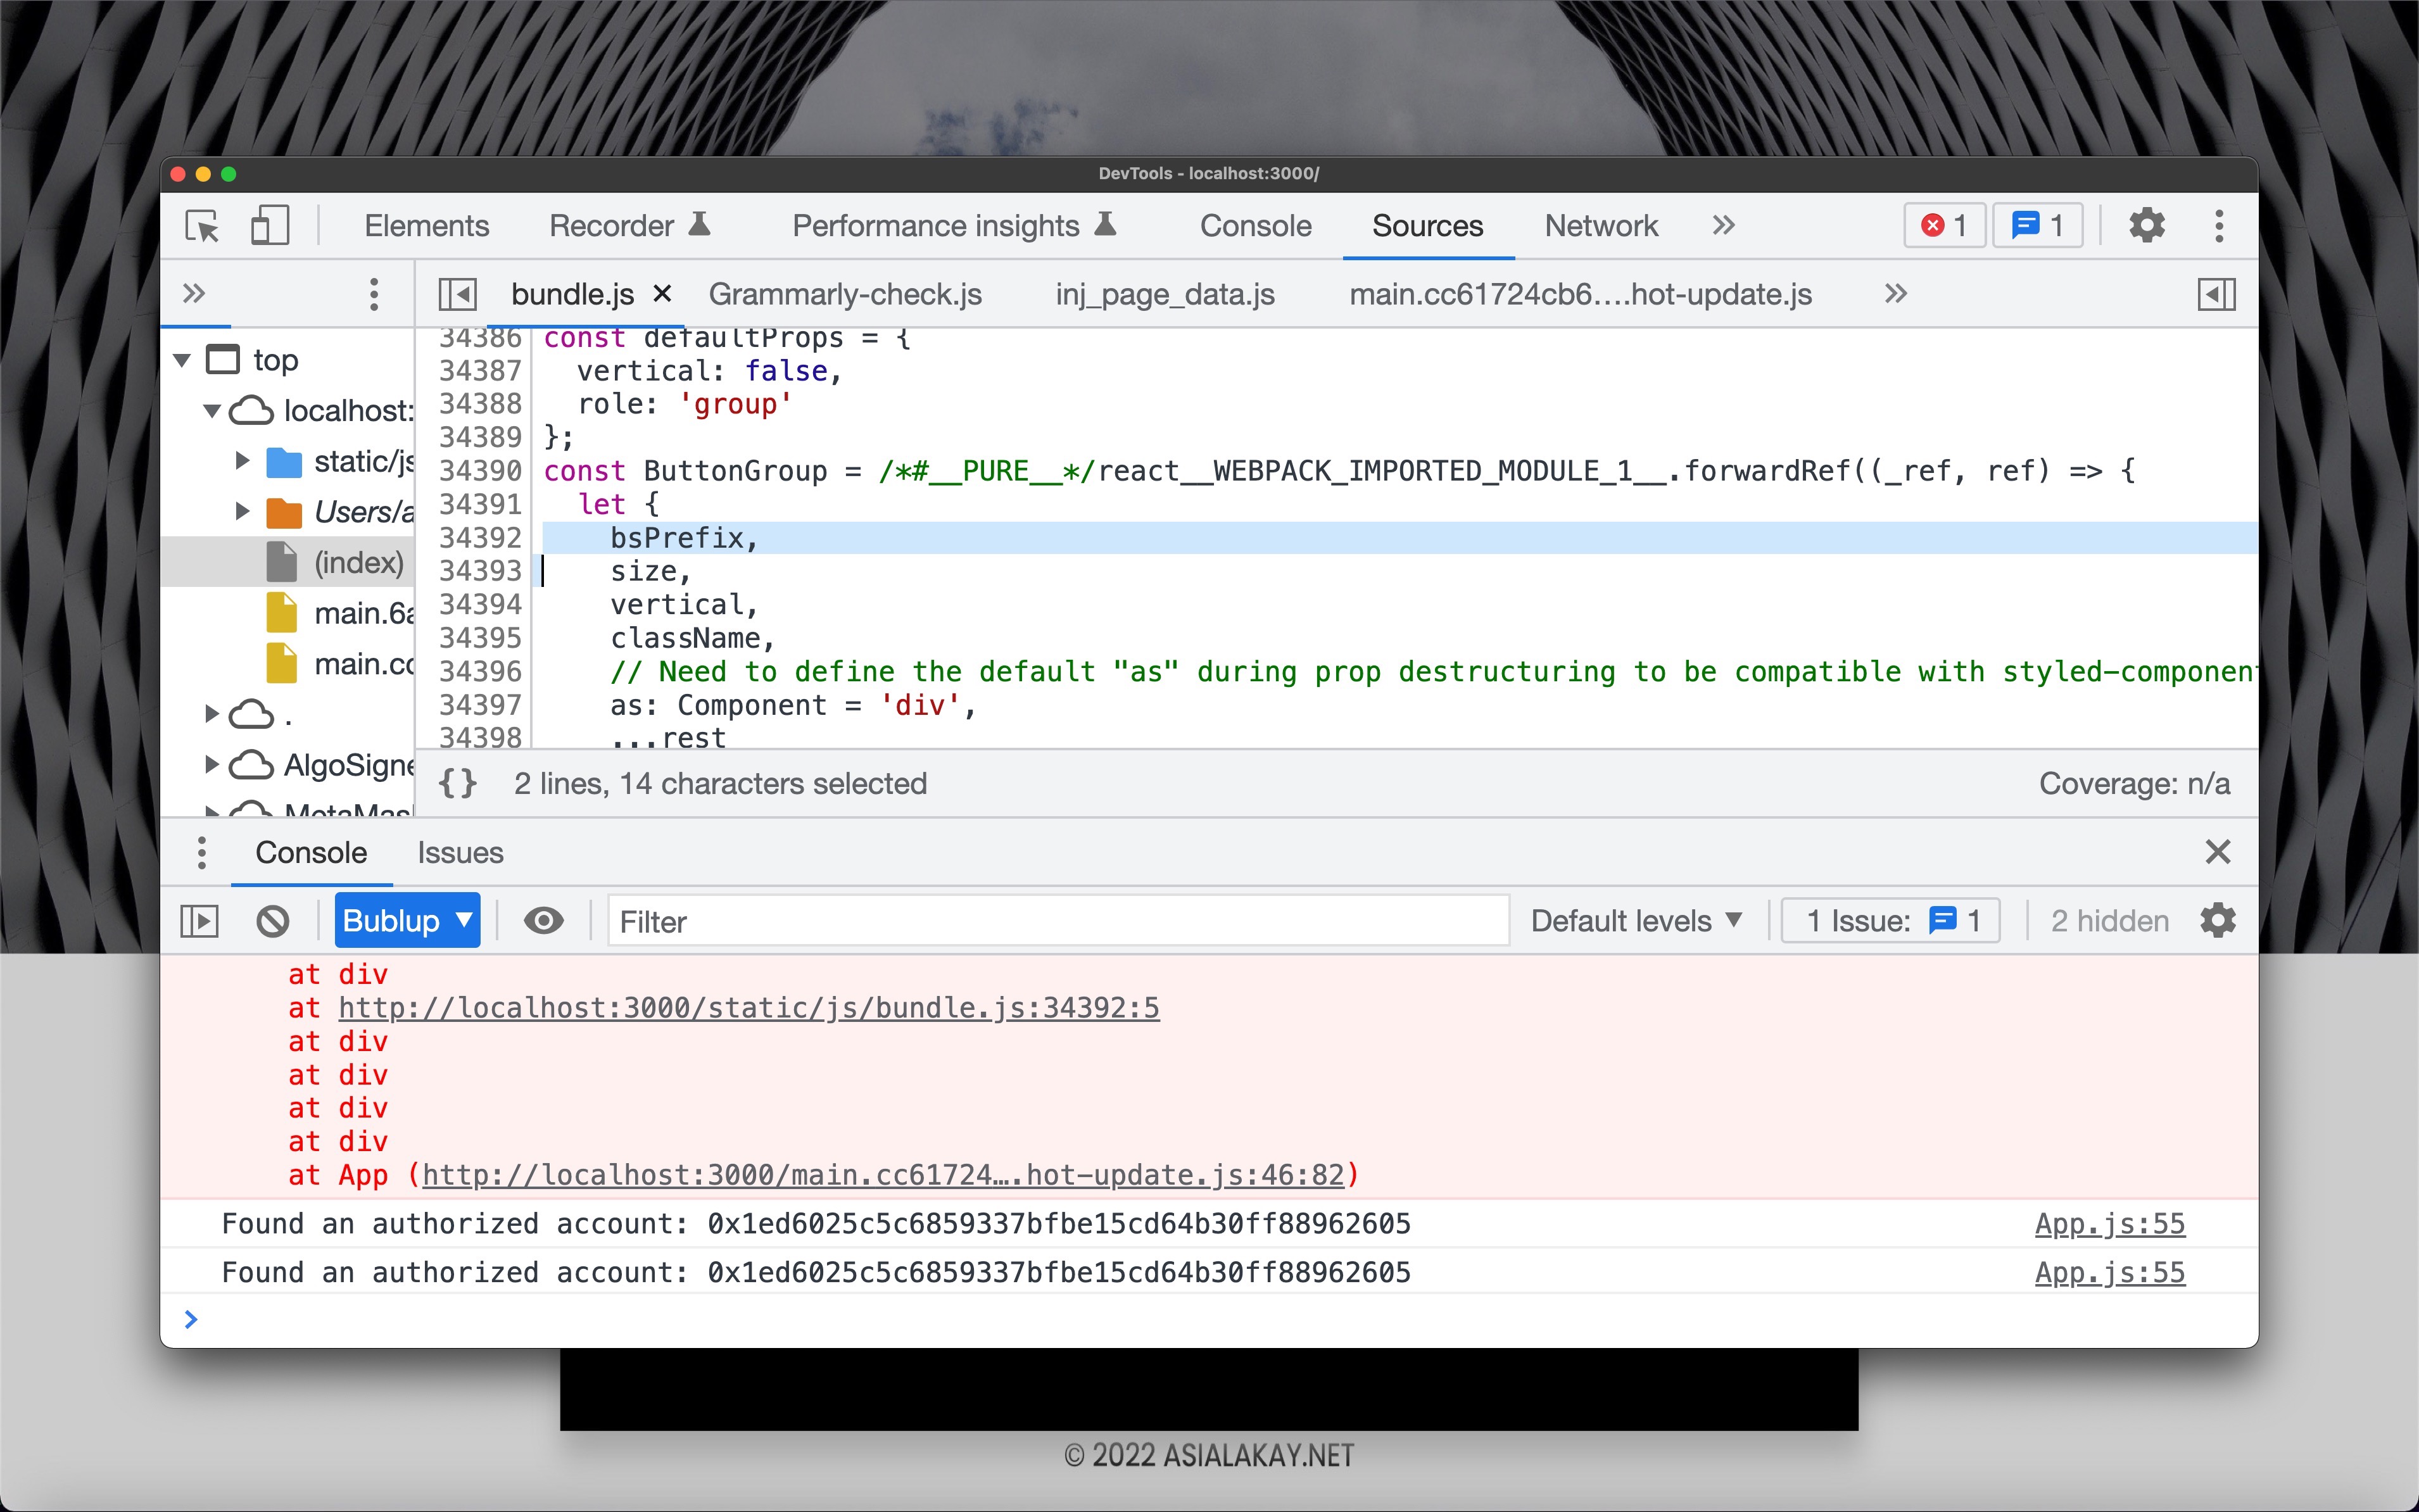 DevTools - localhost:3000/
Elements Recorder Performance insights Console Sources Network 1 1
bundle.js Grammarly-check.js inj_page_data.js main.cc61724cb6....hot-update.js
top
localhost:
static/js
Users/a
(index)
main.6a
main.cc
.
AlgoSigne
MetaMas
34386 const defaultProps = {
34387 vertical: false,
34388 role: 'group'
34389 };
34390 const ButtonGroup = /*#__PURE__*/react__WEBPACK_IMPORTED_MODULE_1__.forwardRef((_ref, ref) => {
34391 let {
34392 bsPrefix,
34393 size,
34394 vertical,
34395 className,
34396 // Need to define the default "as" during prop destructuring to be compatible with styled-componen
34397 as: Component = 'div',
34398 ...rest
{} 2 lines, 14 characters selected Coverage: n/a
Console Issues
Bublup Filter Default levels 1 Issue: 1 2 hidden
at div
at http://localhost:3000/static/js/bundle.js:34392:5
at div
at div
at div
at div
at App (http://localhost:3000/main.cc61724….hot-update.js:46:82)
Found an authorized account: 0x1ed6025c5c6859337bfbe15cd64b30ff88962605 App.js:55
Found an authorized account: 0x1ed6025c5c6859337bfbe15cd64b30ff88962605 App.js:55
>
© 2022 ASIALAKAY.NET